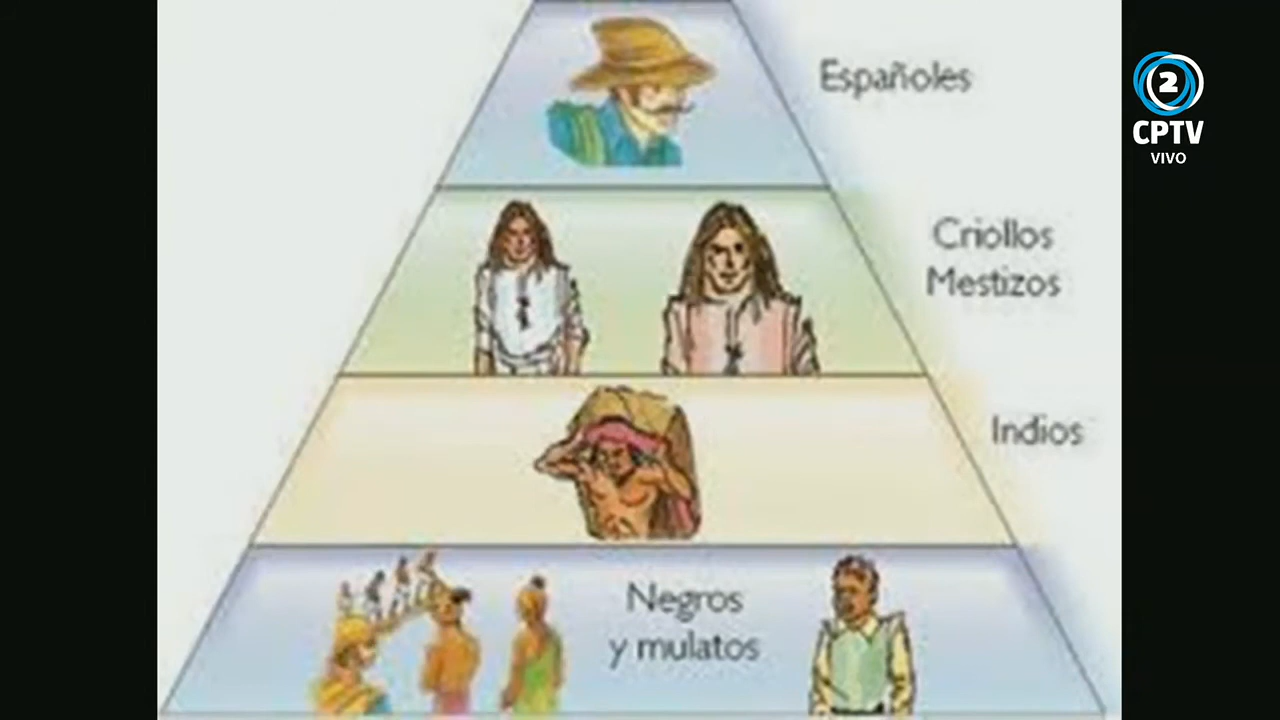 Españoles
2
CPTV
VIVO
Criollos
Mestizos
Indios
Negros
y mulatos